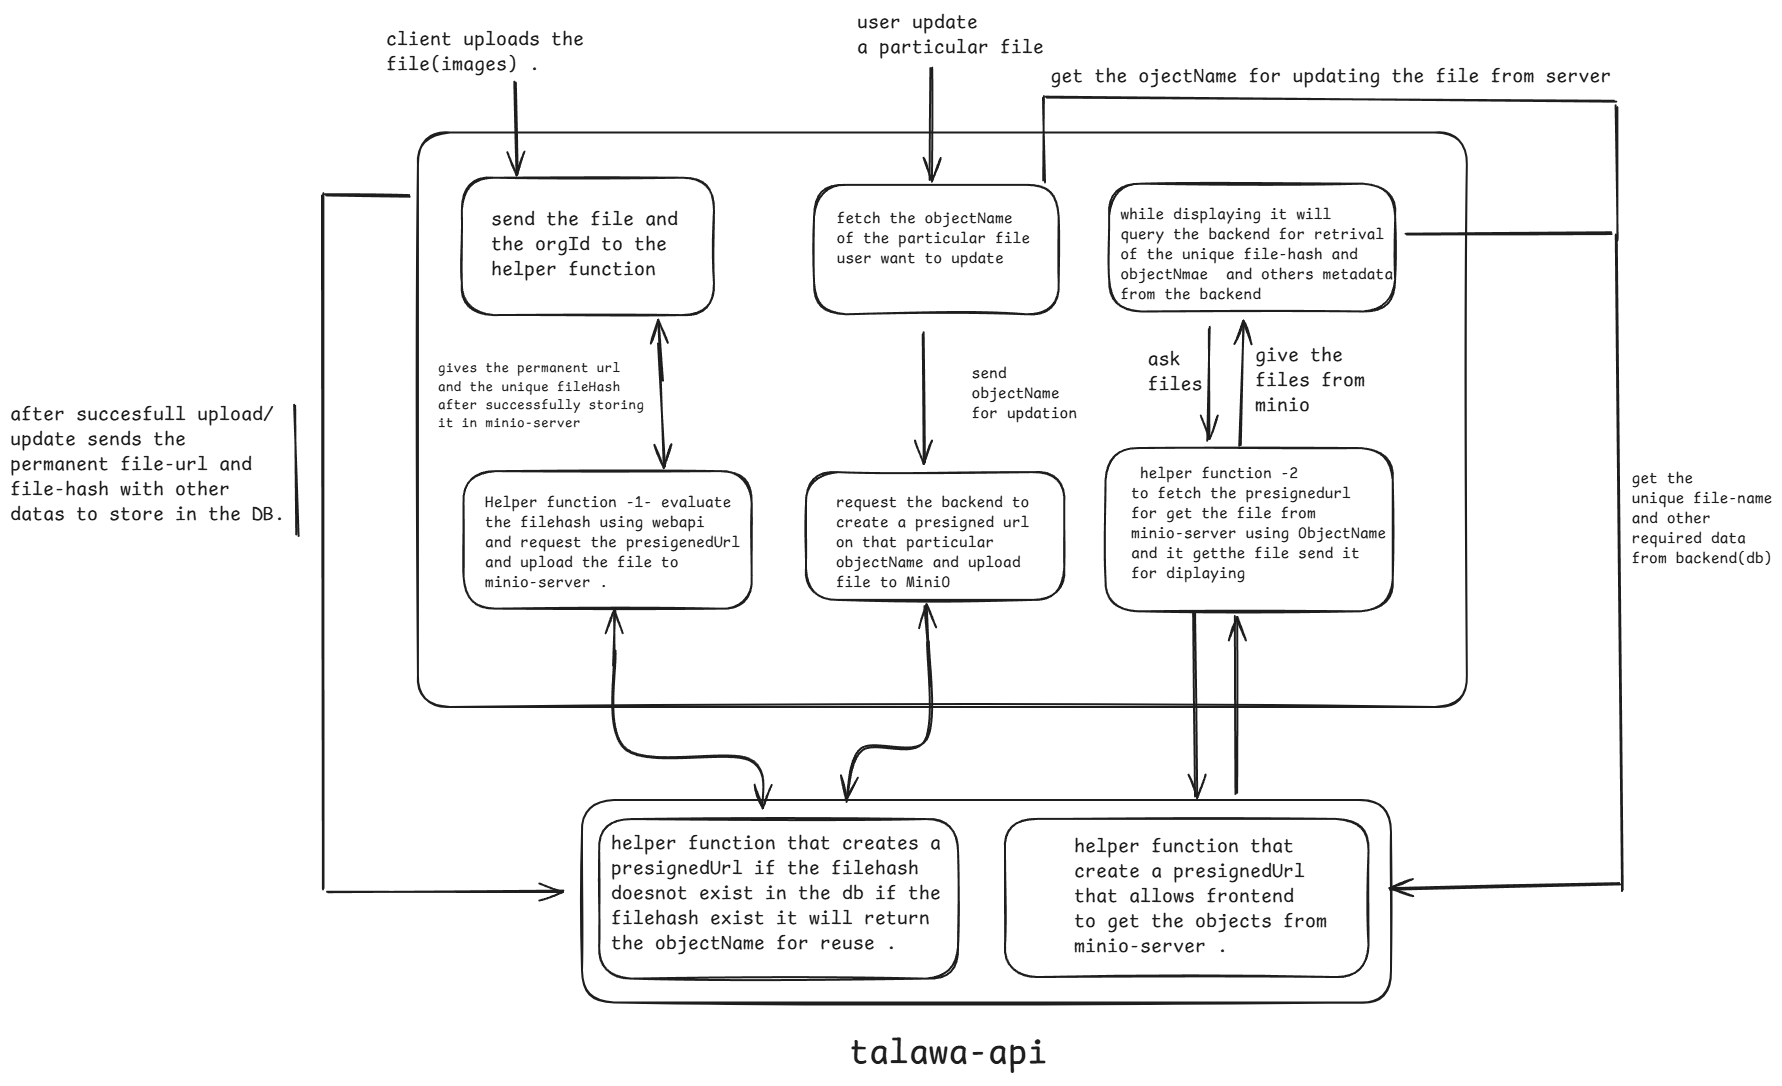 client uploads the
file(images) .
user update
a particular file
get the ojectName for updating the file from server
send the file and
the orgId to the
helper function
fetch the objectName
of the particular file
user want to update
while displaying it will
query the backend for retrival
of the unique file-hash and
objectNmae  and others metadata
from the backend
gives the permanent url
and the unique fileHash
after successfully storing
it in minio-server
send
objectName
for updation
ask
files
give the
files from
minio
after succesfull upload/
update sends the
permanent file-url and
file-hash with other
datas to store in the DB.
Helper function -1- evaluate
the filehash using webapi
and request the presigenedUrl
and upload the file to
minio-server .
request the backend to
create a presigned url
on that particular
objectName and upload
file to MiniO
helper function -2
to fetch the presignedurl
for get the file from
minio-server using ObjectName
and it getthe file send it
for diplaying
get the
unique file-name
and other
required data
from backend(db)
helper function that creates a
presignedUrl if the filehash
doesnot exist in the db if the
filehash exist it will return
the objectName for reuse .
helper function that
create a presignedUrl
that allows frontend
to get the objects from
minio-server .
talawa-api